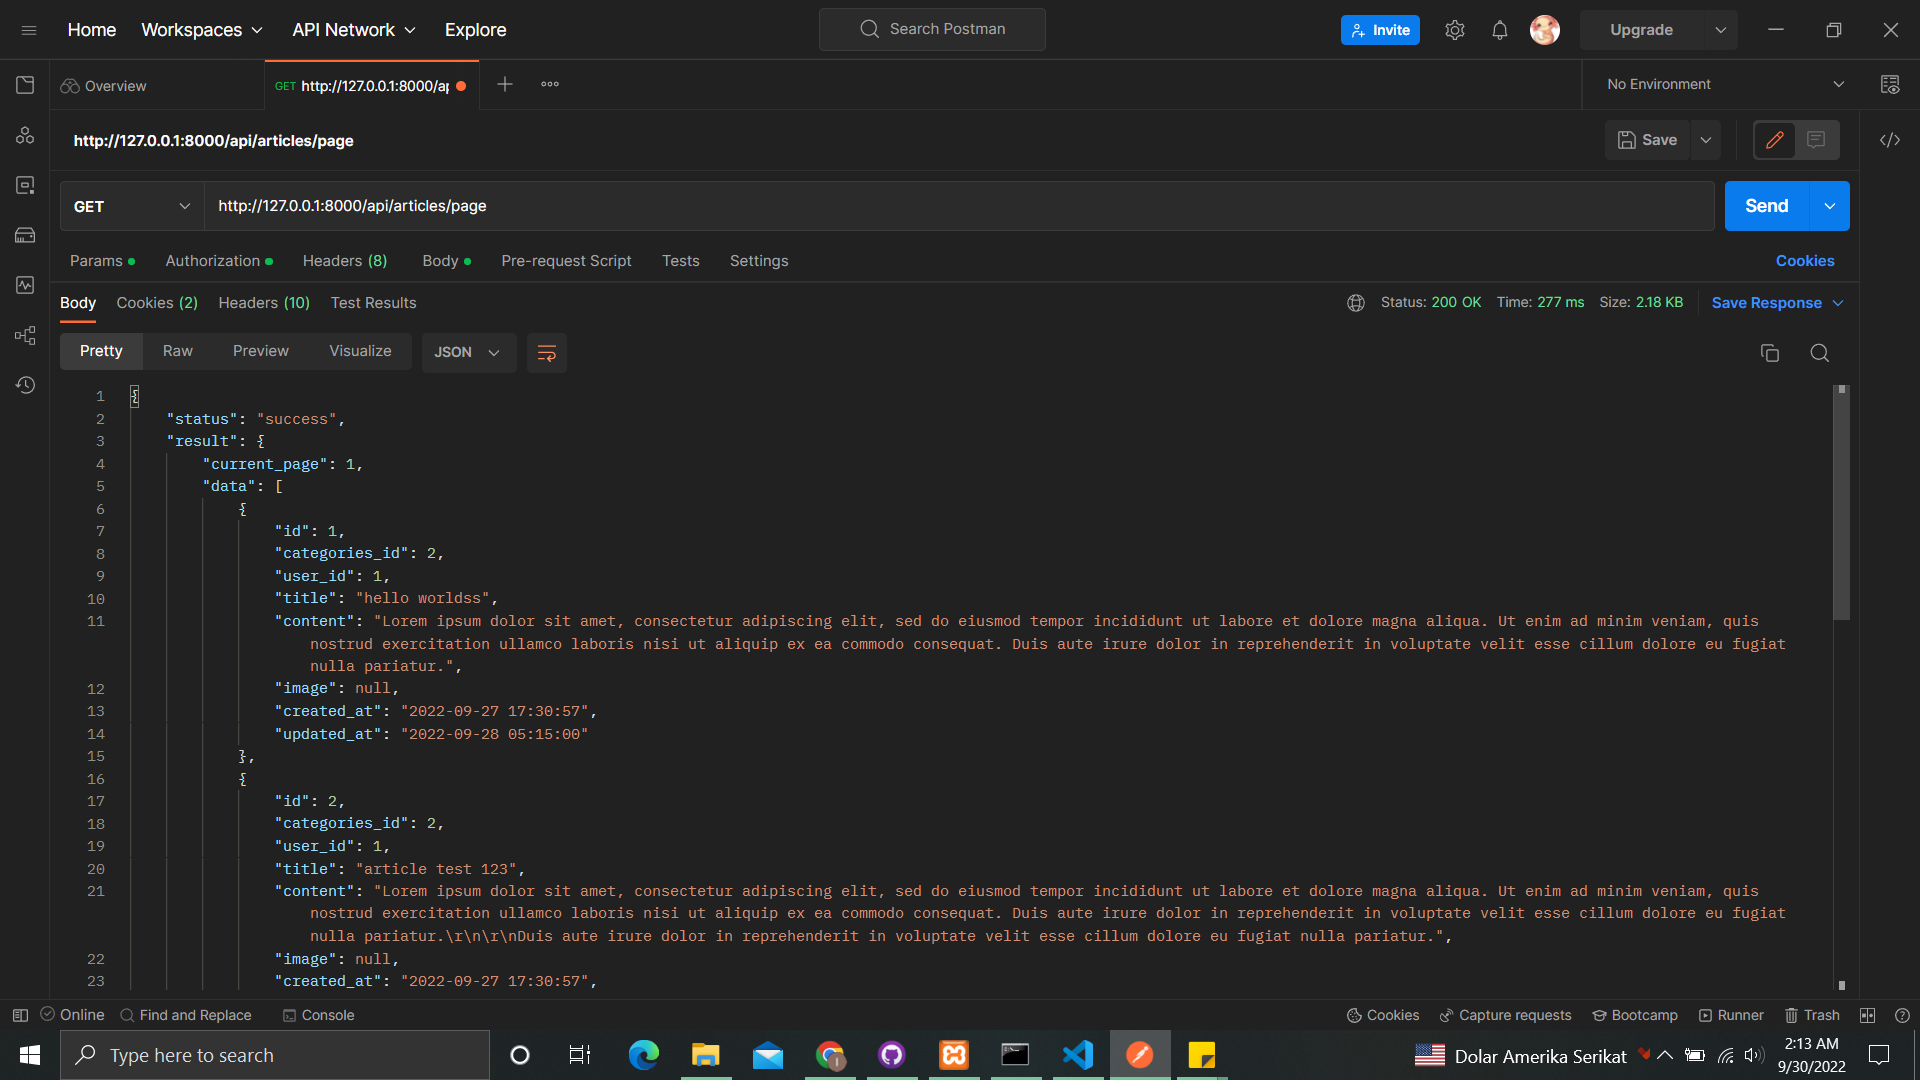 Home Workspaces API Network Explore Search Postman Invite Upgrade
Overview GET http://127.0.0.1:8000/ap No Environment
http://127.0.0.1:8000/api/articles/page Save
GET http://127.0.0.1:8000/api/articles/page Send
Params Authorization Headers (8) Body Pre-request Script Tests Settings Cookies
Body Cookies (2) Headers (10) Test Results Status: 200 OK Time: 277 ms Size: 2.18 KB Save Response
Pretty Raw Preview Visualize JSON
1 {
2 "status": "success",
3 "result": {
4 "current_page": 1,
5 "data": [
6 {
7 "id": 1,
8 "categories_id": 2,
9 "user_id": 1,
10 "title": "hello worldss",
11 "content": "Lorem ipsum dolor sit amet, consectetur adipiscing elit, sed do eiusmod tempor incididunt ut labore et dolore magna aliqua. Ut enim ad minim veniam, quis
nostrud exercitation ullamco laboris nisi ut aliquip ex ea commodo consequat. Duis aute irure dolor in reprehenderit in voluptate velit esse cillum dolore eu fugiat
nulla pariatur.",
12 "image": null,
13 "created_at": "2022-09-27 17:30:57",
14 "updated_at": "2022-09-28 05:15:00"
15 },
16 {
17 "id": 2,
18 "categories_id": 2,
19 "user_id": 1,
20 "title": "article test 123",
21 "content": "Lorem ipsum dolor sit amet, consectetur adipiscing elit, sed do eiusmod tempor incididunt ut labore et dolore magna aliqua. Ut enim ad minim veniam, quis
nostrud exercitation ullamco laboris nisi ut aliquip ex ea commodo consequat. Duis aute irure dolor in reprehenderit in voluptate velit esse cillum dolore eu fugiat
nulla pariatur.\r\n\r\nDuis aute irure dolor in reprehenderit in voluptate velit esse cillum dolore eu fugiat nulla pariatur.",
22 "image": null,
23 "created_at": "2022-09-27 17:30:57",
Online Find and Replace Console Cookies Capture requests Bootcamp Runner Trash
Type here to search Dolar Amerika Serikat 2:13 AM
9/30/2022